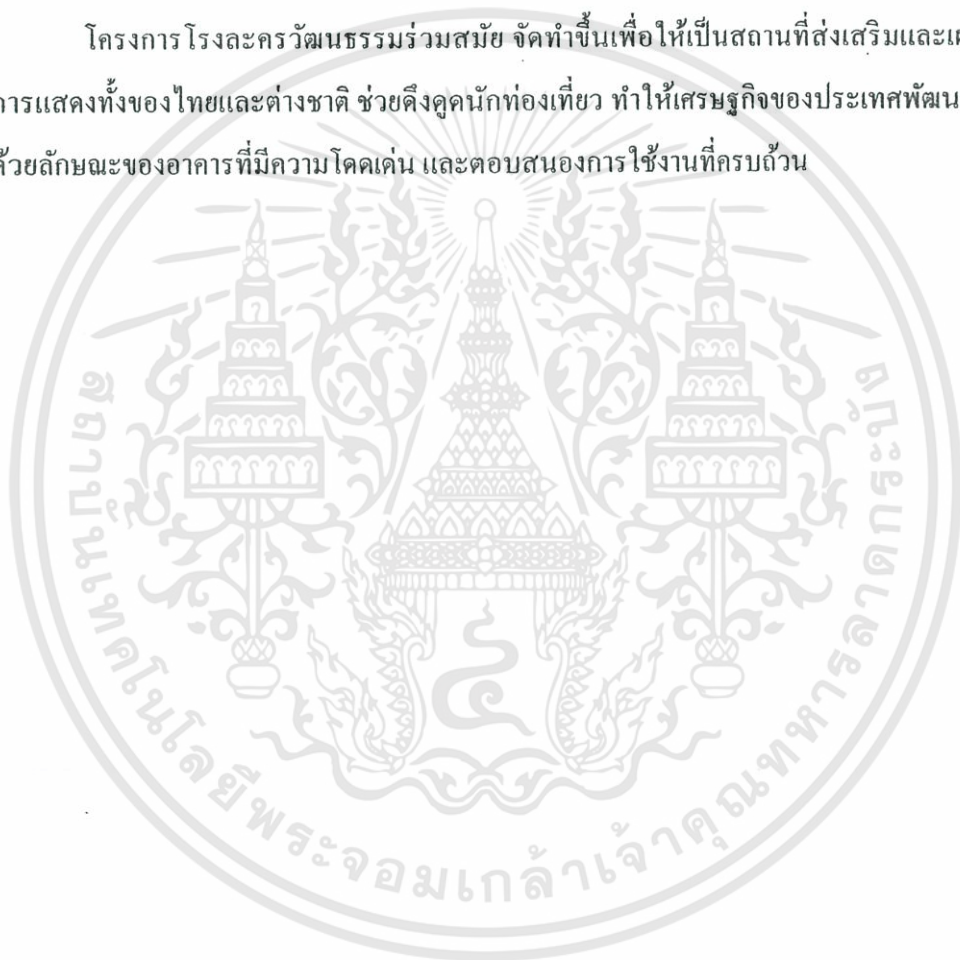 โครงการโรงละครวัฒนธรรมร่วมสมัย จัดทำขึ้นเพื่อให้เป็นสถานที่ส่งเสริมและเ
การแสดงทั้งของไทยและต่างชาติ ช่วยดึงดูดนักท่องเที่ยว ทำให้เศรษฐกิจของประเทศพัฒน
ด้วยลักษณะของอาคารที่มีความโดดเด่น และตอบสนองการใช้งานที่ครบถ้วน
สถาบันเทคโนโลยีพระจอมเกล้าเจ้าคุณทหารลาดกระบัง